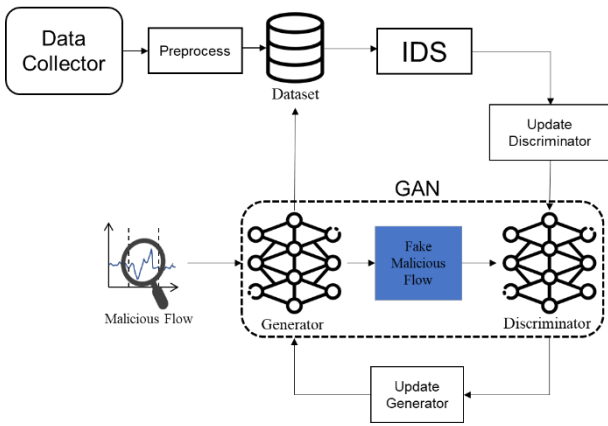 Data
Collector
Preprocess
Dataset
IDS
Update
Discriminator
GAN
Malicious Flow
Generator
Fake
Malicious
Flow
Discriminator
Update
Generator